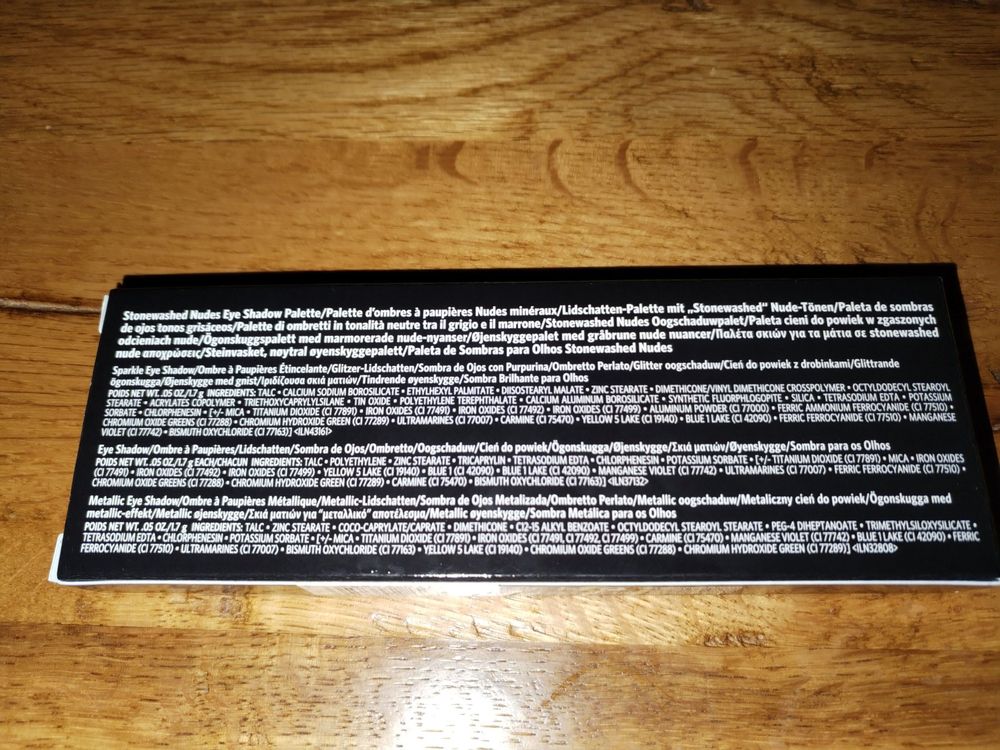 Stonewashed Nudes Eye Shadow Palette/Palette d'ombres à paupières Nudes minéraux/Lidschatten-Palette mit „Stonewashed" Nude-Tönen/Paleta de sombras
de ojos tonos grisáceos/Palette di ombretti in tonalità neutre tra il grigio e il marrone/Stonewashed Nudes Oogschaduwpalet/Paleta cieni do powiek w zgaszonych
odcieniach nude/Ögonskuggspalett med marmorerade nude-nyanser/Øjenskyggepalet med gråbrune nude nuancer/Παλέτα σκιών για τα μάτια σε stonewashed
nude αποχρώσεις/Steinvasket, nøytral øyenskyggepalett/Paleta de Sombras para Olhos Stonewashed Nudes
Sparkle Eye Shadow/Ombre à Paupières Étincelante/Glitzer-Lidschatten/Sombra de Ojos con Purpurina/Ombretto Perlato/Glitter oogschaduw/Cień do powiek z drobinkami/Glittrande
ögonskugga/Øjenskygge med gnist/Ιριδίζουσα σκιά ματιών/Tindrende øyenskygge/Sombra Brilhante para Olhos
POIDS NET WT. .05 OZ/1.7 g INGREDIENTS: TALC • CALCIUM SODIUM BOROSILICATE • ETHYLHEXYL PALMITATE • DIISOSTEARYL MALATE • ZINC STEARATE • DIMETHICONE/VINYL DIMETHICONE CROSSPOLYMER • OCTYLDODECYL STEAROYL
STEARATE • ACRYLATES COPOLYMER • TRIETHOXYCAPRYLYLSILANE • TIN OXIDE • POLYETHYLENE TEREPHTHALATE • CALCIUM ALUMINUM BOROSILICATE • SYNTHETIC FLUORPHLOGOPITE • SILICA • TETRASODIUM EDTA • POTASSIUM
SORBATE • CHLORPHENESIN • [+/- MICA • TITANIUM DIOXIDE (CI 77891) • IRON OXIDES (CI 77491) • IRON OXIDES (CI 77492) • IRON OXIDES (CI 77499) • ALUMINUM POWDER (CI 77000) • FERRIC AMMONIUM FERROCYANIDE (CI 77510) •
CHROMIUM OXIDE GREENS (CI 77288) • CHROMIUM HYDROXIDE GREEN (CI 77289) • ULTRAMARINES (CI 77007) • CARMINE (CI 75470) • YELLOW 5 LAKE (CI 19140) • BLUE 1 LAKE (CI 42090) • FERRIC FERROCYANIDE (CI 77510) • MANGANESE
VIOLET (CI 77742) • BISMUTH OXYCHLORIDE (CI 77163)] <ILN43161>
Eye Shadow/Ombre à Paupières/Lidschatten/Sombra de Ojos/Ombretto/Oogschaduw/Cień do powiek/Ögonskugga/Øjenskygge/Σκιά ματιών/Øyenskygge/Sombra para os Olhos
POIDS NET WT. .05 OZ./1.7 g EACH/CHACUN INGREDIENTS: TALC • POLYETHYLENE • ZINC STEARATE • TRICAPRYLIN • TETRASODIUM EDTA • CHLORPHENESIN • POTASSIUM SORBATE • [+/- TITANIUM DIOXIDE (CI 77891) • MICA • IRON OXIDES
(CI 77491) • IRON OXIDES (CI 77492) • IRON OXIDES (CI 77499) • YELLOW 5 LAKE (CI 19140) • BLUE 1 (CI 42090) • BLUE 1 LAKE (CI 42090) • MANGANESE VIOLET (CI 77742) • ULTRAMARINES (CI 77007) • FERRIC FERROCYANIDE (CI 77510) •
CHROMIUM OXIDE GREENS (CI 77288) • CHROMIUM HYDROXIDE GREEN (CI 77289) • CARMINE (CI 75470) • BISMUTH OXYCHLORIDE (CI 77163)] <ILN37132>
Metallic Eye Shadow/Ombre à Paupières Métallique/Metallic-Lidschatten/Sombra de Ojos Metalizada/Ombretto Perlato/Metallic oogschaduw/Metaliczny cień do powiek/Ögonskugga med
metallic-effekt/Metallic øjenskygge/Σκιά ματιών για "μεταλλικό" αποτέλεσμα/Metallic øyenskygge/Sombra Metálica para os Olhos
POIDS NET WT. .05 OZ/1.7 g INGREDIENTS: TALC • ZINC STEARATE • COCO-CAPRYLATE/CAPRATE • DIMETHICONE • C12-15 ALKYL BENZOATE • OCTYLDODECYL STEAROYL STEARATE • PEG-4 DIHEPTANOATE • TRIMETHYLSILOXYSILICATE •
TETRASODIUM EDTA • CHLORPHENESIN • POTASSIUM SORBATE • [+/- MICA • TITANIUM DIOXIDE (CI 77891) • IRON OXIDES (CI 77491, CI 77492, CI 77499) • CARMINE (CI 75470) • MANGANESE VIOLET (CI 77742) • BLUE 1 LAKE (CI 42090) • FERRIC
FERROCYANIDE (CI 77510) • ULTRAMARINES (CI 77007) • BISMUTH OXYCHLORIDE (CI 77163) • YELLOW 5 LAKE (CI 19140) • CHROMIUM OXIDE GREENS (CI 77288) • CHROMIUM HYDROXIDE GREEN (CI 77289)] <ILN32808>